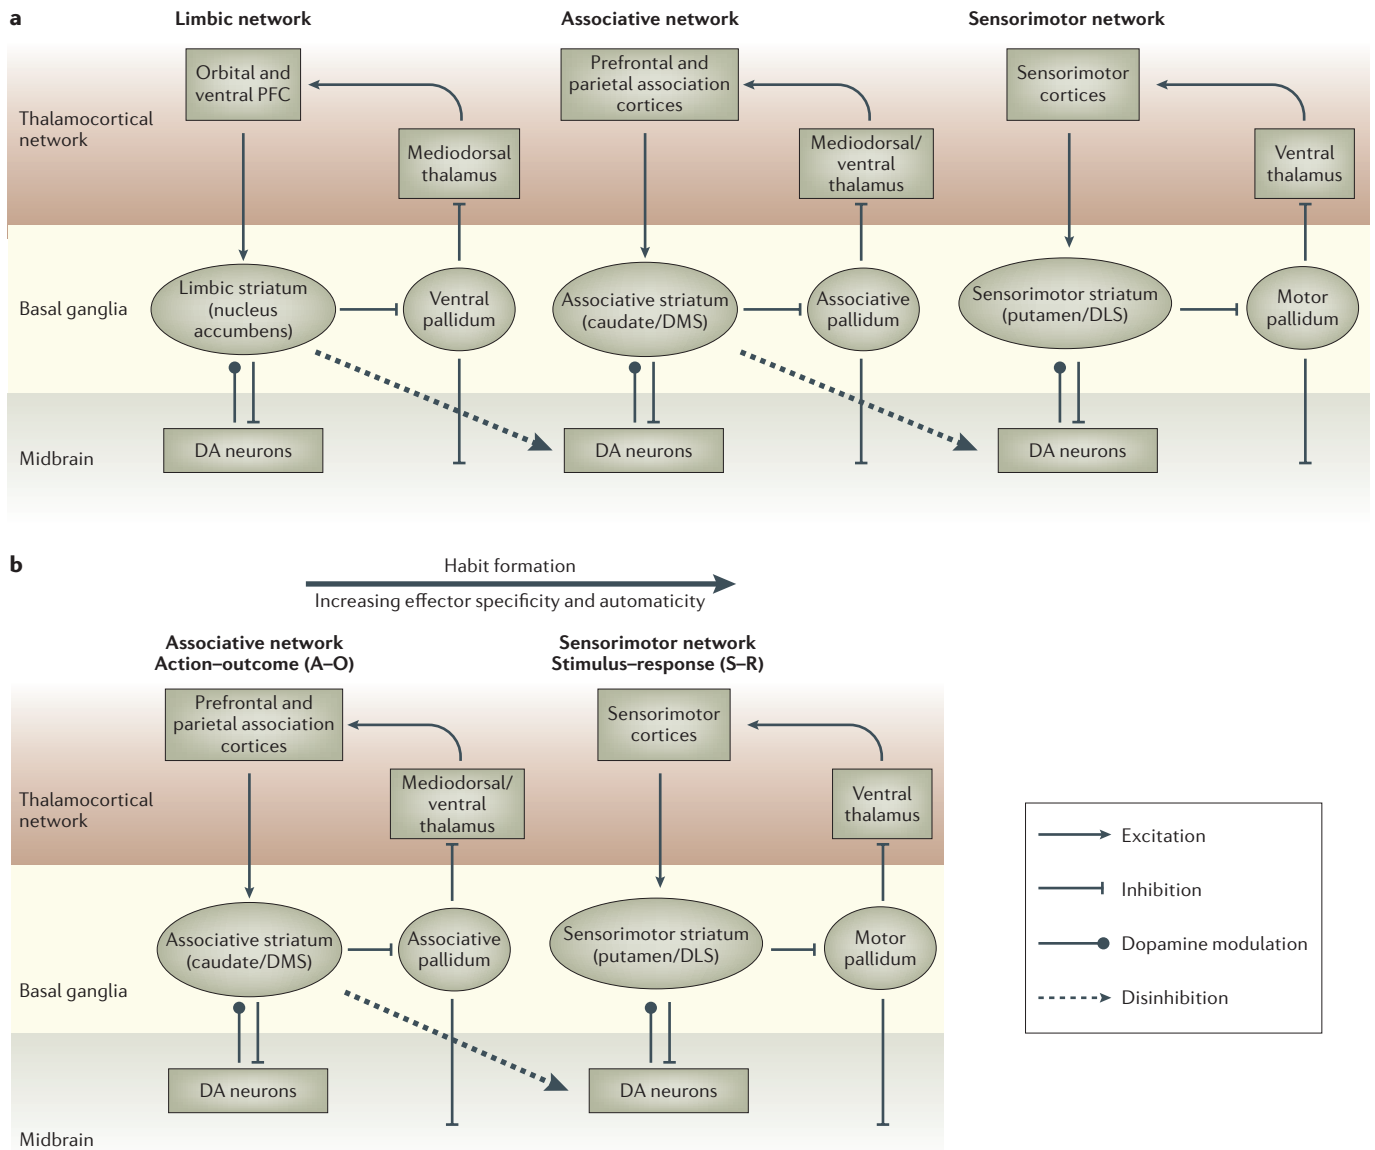 a
Limbic network
Associative network
Sensorimotor network
Thalamocortical
network
Orbital and
ventral PFC
Mediodorsal
thalamus
Prefrontal and
parietal association
cortices
Mediodorsal/
ventral
thalamus
Sensorimotor
cortices
Ventral
thalamus
Basal ganglia
Limbic striatum
(nucleus
accumbens)
Ventral
pallidum
Associative striatum
(caudate/DMS)
Associative
pallidum
Sensorimotor striatum
(putamen/DLS)
Motor
pallidum
Midbrain
DA neurons
DA neurons
DA neurons
b
Habit formation
Increasing effector specificity and automaticity
Associative network
Action–outcome (A–O)
Sensorimotor network
Stimulus–response (S–R)
Thalamocortical
network
Prefrontal and
parietal association
cortices
Mediodorsal/
ventral
thalamus
Sensorimotor
cortices
Ventral
thalamus
Basal ganglia
Associative striatum
(caudate/DMS)
Associative
pallidum
Sensorimotor striatum
(putamen/DLS)
Motor
pallidum
Midbrain
DA neurons
DA neurons
Excitation
Inhibition
Dopamine modulation
Disinhibition